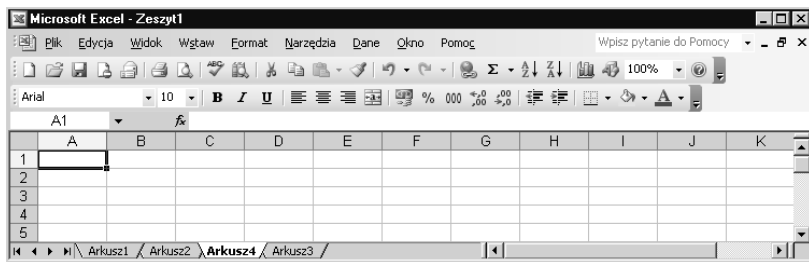 Microsoft Excel - Zeszyt1
Plik Edycja Widok Wstaw Format Narzędzia Dane Okno Pomoc Wpisz pytanie do Pomocy
ABC Σ 100%
Arial 10 B I U % 000 A
A1 fx
A B C D E F G H I J K
1
2
3
4
5
Arkusz1 Arkusz2 Arkusz4 Arkusz3